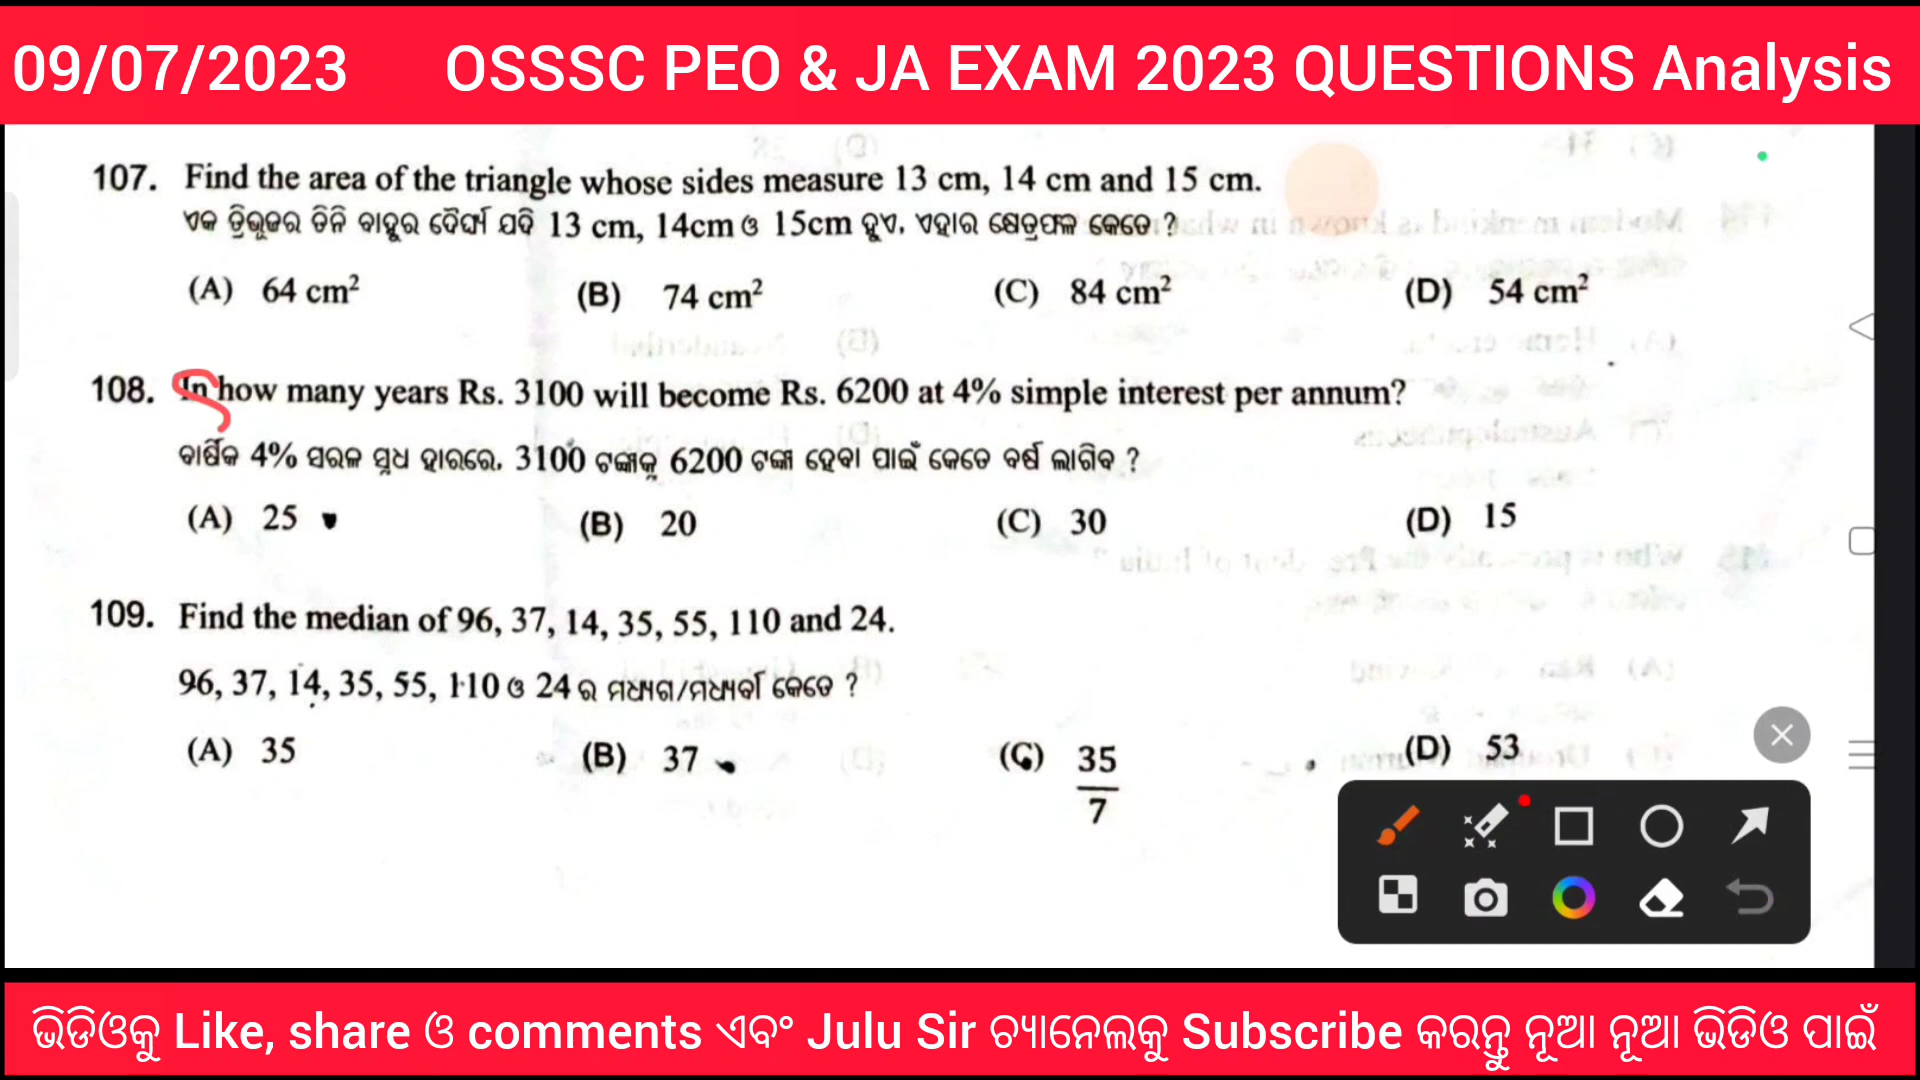 09/07/2023 OSSSC PEO & JA EXAM 2023 QUESTIONS Analysis
107. Find the area of the triangle whose sides measure 13 cm, 14 cm and 15 cm.
ଏକ ତ୍ରିଭୁଜର ତିନି ବାହୁର ଦୈର୍ଘ୍ୟ ଯଦି 13 cm, 14cm ଓ 15cm ହୁଏ, ଏହାର କ୍ଷେତ୍ରଫଳ କେତେ ?
(A) 64 cm² (B) 74 cm² (C) 84 cm² (D) 54 cm²
108. In how many years Rs. 3100 will become Rs. 6200 at 4% simple interest per annum?
ବାର୍ଷିକ 4% ସରଳ ସୁଧ ହାରରେ, 3100 ଟଙ୍କାକୁ 6200 ଟଙ୍କା ହେବା ପାଇଁ କେତେ ବର୍ଷ ଲାଗିବ ?
(A) 25 (B) 20 (C) 30 (D) 15
109. Find the median of 96, 37, 14, 35, 55, 110 and 24.
96, 37, 14, 35, 55, 110 ଓ 24 ର ମଧ୍ୟଗ/ମଧ୍ୟମା କେତେ ?
(A) 35 (B) 37 (C) 35/7 (D) 53
ଭିଡିଓକୁ Like, share ଓ comments ଏବଂ Julu Sir ଚ୍ୟାନେଲକୁ Subscribe କରନ୍ତୁ ନୂଆ ନୂଆ ଭିଡିଓ ପାଇଁ